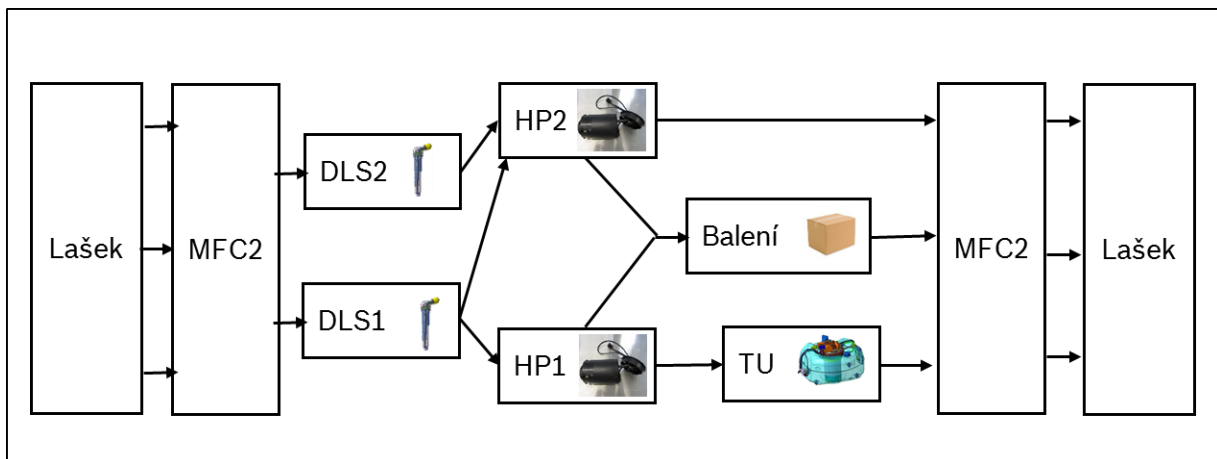 Lašek
MFC2
DLS2
DLS1
HP2
HP1
Balení
TU
MFC2
Lašek